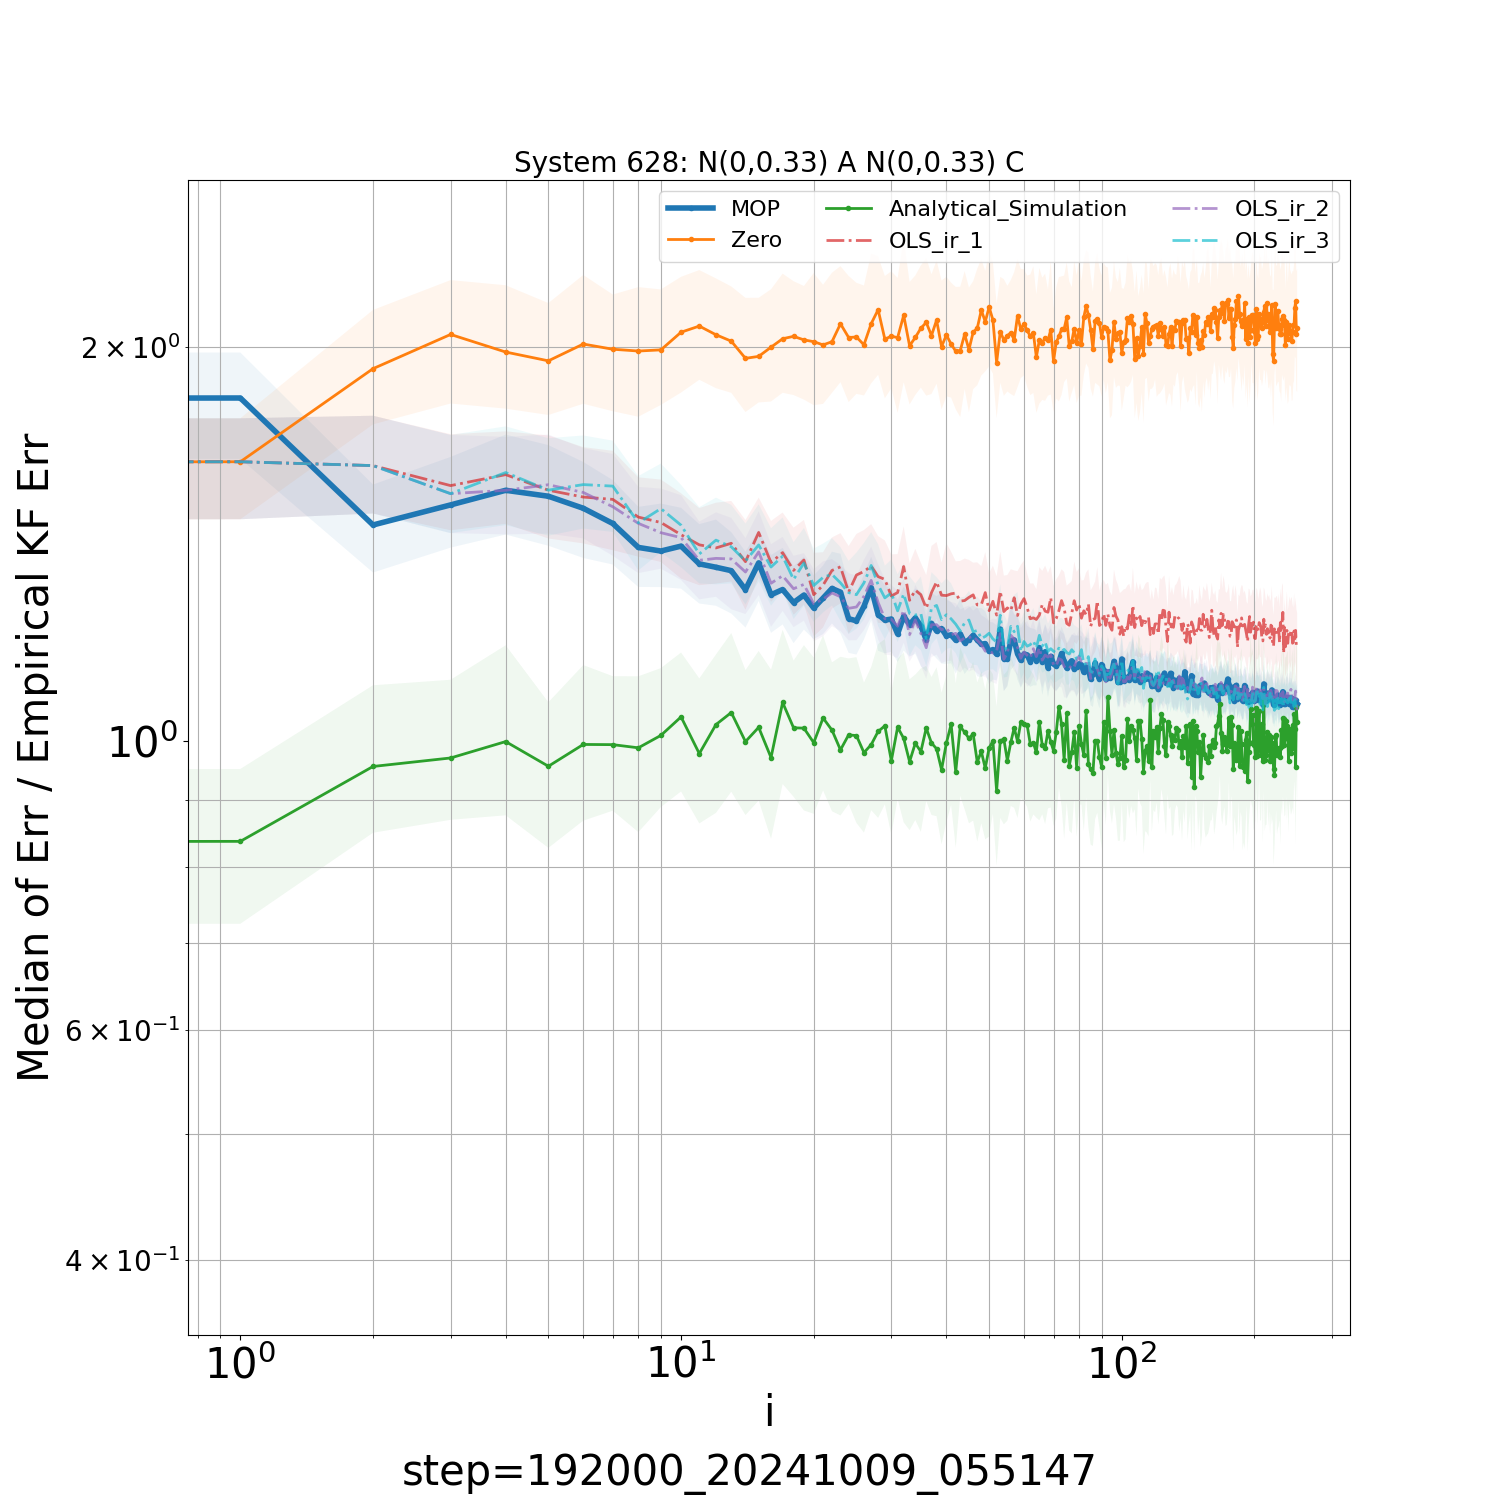 System 628: N(0,0.33) A N(0,0.33) C
MOP
Zero
Analytical_Simulation
OLS_ir_1
OLS_ir_2
OLS_ir_3
Median of Err / Empirical KF Err
2 × 10⁰
10⁰
6 × 10⁻¹
4 × 10⁻¹
10⁰ 10¹ 10²
i
step=192000_20241009_055147